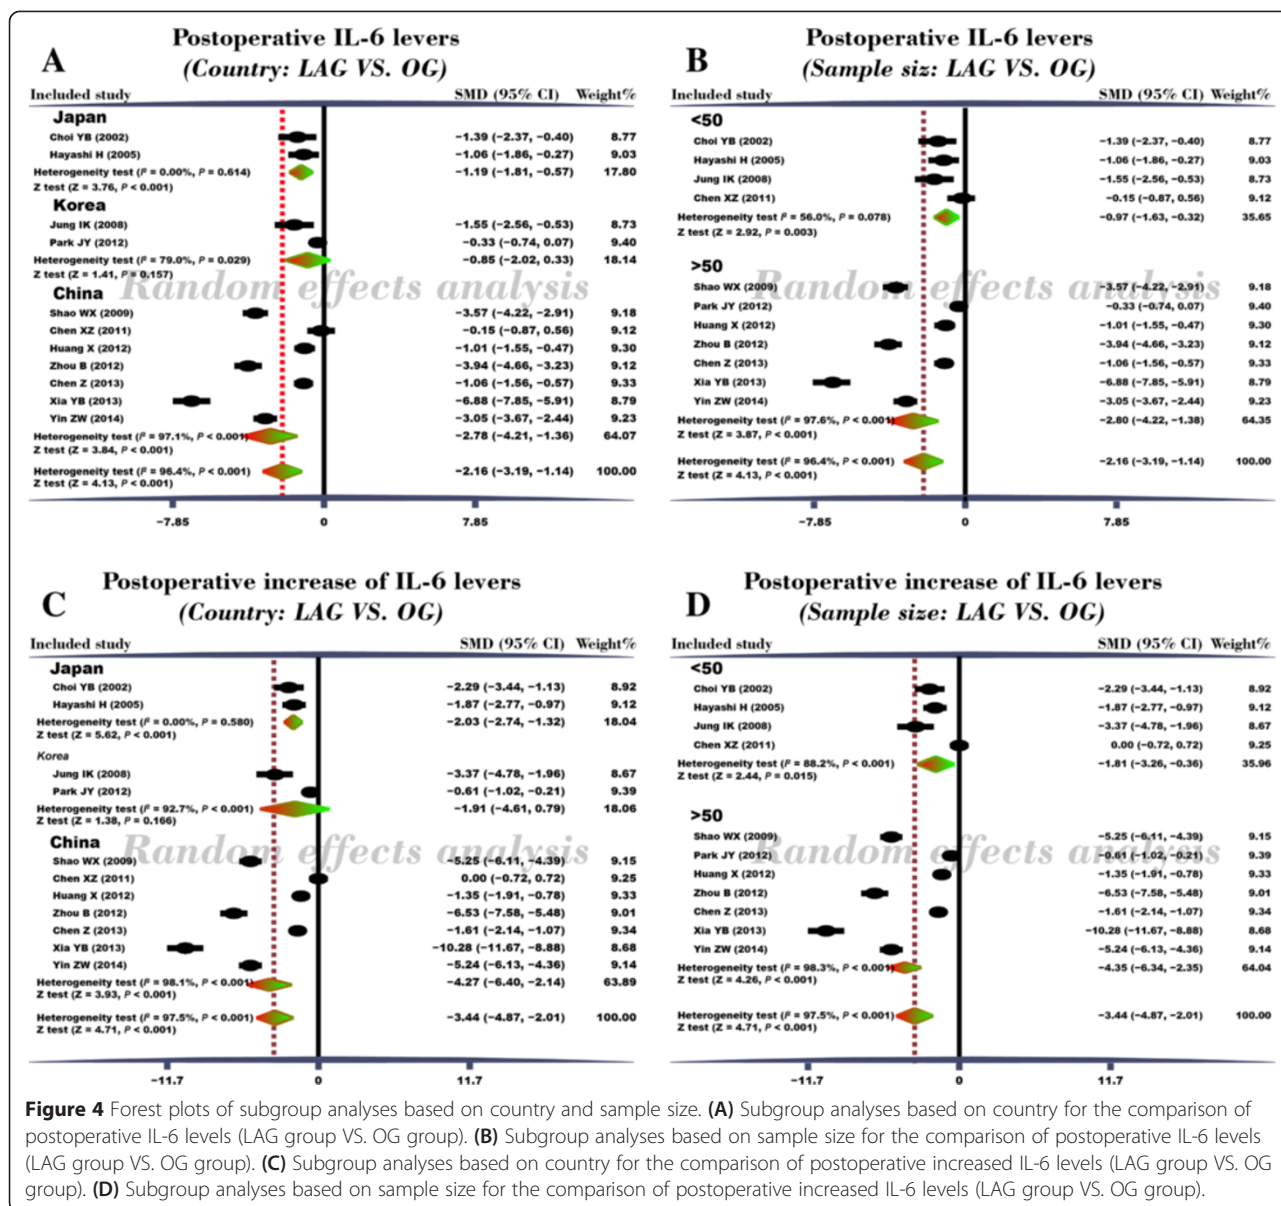 A
Postoperative IL-6 levers
(Country: LAG VS. OG)
Included study SMD (95% CI) Weight%
Japan
Choi YB (2002) −1.39 (−2.37, −0.40) 8.77
Hayashi H (2005) −1.06 (−1.86, −0.27) 9.03
Heterogeneity test (I² = 0.00%, P = 0.614) −1.19 (−1.81, −0.57) 17.80
Z test (Z = 3.76, P < 0.001)
Korea
Jung IK (2008) −1.55 (−2.56, −0.53) 8.73
Park JY (2012) −0.33 (−0.74, 0.07) 9.40
Heterogeneity test (I² = 79.0%, P = 0.029) −0.85 (−2.02, 0.33) 18.14
Z test (Z = 1.41, P = 0.157)
Random effects analysis
China
Shao WX (2009) −3.57 (−4.22, −2.91) 9.18
Chen XZ (2011) −0.15 (−0.87, 0.56) 9.12
Huang X (2012) −1.01 (−1.55, −0.47) 9.30
Zhou B (2012) −3.94 (−4.66, −3.23) 9.12
Chen Z (2013) −1.06 (−1.56, −0.57) 9.33
Xia YB (2013) −6.88 (−7.85, −5.91) 8.79
Yin ZW (2014) −3.05 (−3.67, −2.44) 9.23
Heterogeneity test (I² = 97.1%, P < 0.001) −2.78 (−4.21, −1.36) 64.07
Z test (Z = 3.84, P < 0.001)
Heterogeneity test (I² = 96.4%, P < 0.001) −2.16 (−3.19, −1.14) 100.00
Z test (Z = 4.13, P < 0.001)
−7.85 0 7.85
B
Postoperative IL-6 levers
(Sample siz: LAG VS. OG)
Included study SMD (95% CI) Weight%
<50
Choi YB (2002) −1.39 (−2.37, −0.40) 8.77
Hayashi H (2005) −1.06 (−1.86, −0.27) 9.03
Jung IK (2008) −1.55 (−2.56, −0.53) 8.73
Chen XZ (2011) −0.15 (−0.87, 0.56) 9.12
Heterogeneity test I² = 56.0%, P = 0.078) −0.97 (−1.63, −0.32) 35.65
Z test (Z = 2.92, P = 0.003)
>50
Shao WX (2009) −3.57 (−4.22, −2.91) 9.18
Random effects analysis
Park JY (2012) −0.33 (−0.74, 0.07) 9.40
Huang X (2012) −1.01 (−1.55, −0.47) 9.30
Zhou B (2012) −3.94 (−4.66, −3.23) 9.12
Chen Z (2013) −1.06 (−1.56, −0.57) 9.33
Xia YB (2013) −6.88 (−7.85, −5.91) 8.79
Yin ZW (2014) −3.05 (−3.67, −2.44) 9.23
Heterogeneity test (I² = 97.6%, P < 0.001) −2.80 (−4.22, −1.38) 64.35
Z test (Z = 3.87, P < 0.001)
Heterogeneity test (I² = 96.4%, P < 0.001) −2.16 (−3.19, −1.14) 100.00
Z test (Z = 4.13, P < 0.001)
−7.85 0 7.85
C
Postoperative increase of IL-6 levers
(Country: LAG VS. OG)
Included study SMD (95% CI) Weight%
Japan
Choi YB (2002) −2.29 (−3.44, −1.13) 8.92
Hayashi H (2005) −1.87 (−2.77, −0.97) 9.12
Heterogeneity test (I² = 0.00%, P = 0.580) −2.03 (−2.74, −1.32) 18.04
Z test (Z = 5.62, P < 0.001)
Korea
Jung IK (2008) −3.37 (−4.78, −1.96) 8.67
Park JY (2012) −0.61 (−1.02, −0.21) 9.39
Heterogeneity test (I² = 92.7%, P < 0.001) −1.91 (−4.61, 0.79) 18.06
Z test (Z = 1.38, P = 0.166)
China
Random effects analysis
Shao WX (2009) −5.25 (−6.11, −4.39) 9.15
Chen XZ (2011) 0.00 (−0.72, 0.72) 9.25
Huang X (2012) −1.35 (−1.91, −0.78) 9.33
Zhou B (2012) −6.53 (−7.58, −5.48) 9.01
Chen Z (2013) −1.61 (−2.14, −1.07) 9.34
Xia YB (2013) −10.28 (−11.67, −8.88) 8.68
Yin ZW (2014) −5.24 (−6.13, −4.36) 9.14
Heterogeneity test (I² = 98.1%, P < 0.001) −4.27 (−6.40, −2.14) 63.89
Z test (Z = 3.93, P < 0.001)
Heterogeneity test (I² = 97.5%, P < 0.001) −3.44 (−4.87, −2.01) 100.00
Z test (Z = 4.71, P < 0.001)
−11.7 0 11.7
D
Postoperative increase of IL-6 levers
(Sample size: LAG VS. OG)
Included study SMD (95% CI) Weight%
<50
Choi YB (2002) −2.29 (−3.44, −1.13) 8.92
Hayashi H (2005) −1.87 (−2.77, −0.97) 9.12
Jung IK (2008) −3.37 (−4.78, −1.96) 8.67
Chen XZ (2011) 0.00 (−0.72, 0.72) 9.25
Heterogeneity test (I² = 88.2%, P < 0.001) −1.81 (−3.26, −0.36) 35.96
Z test (Z = 2.44, P = 0.015)
>50
Shao WX (2009) −5.25 (−6.11, −4.39) 9.15
Random effects analysis
Park JY (2012) −0.61 (−1.02, −0.21) 9.39
Huang X (2012) −1.35 (−1.91, −0.78) 9.33
Zhou B (2012) −6.53 (−7.58, −5.48) 9.01
Chen Z (2013) −1.61 (−2.14, −1.07) 9.34
Xia YB (2013) −10.28 (−11.67, −8.88) 8.68
Yin ZW (2014) −5.24 (−6.13, −4.36) 9.14
Heterogeneity test (I² = 98.3%, P < 0.001) −4.35 (−6.34, −2.35) 64.04
Z test (Z = 4.26, P < 0.001)
Heterogeneity test (I² = 97.5%, P < 0.001) −3.44 (−4.87, −2.01) 100.00
Z test (Z = 4.71, P < 0.001)
−11.7 0 11.7
Figure 4 Forest plots of subgroup analyses based on country and sample size. (A) Subgroup analyses based on country for the comparison of
postoperative IL-6 levels (LAG group VS. OG group). (B) Subgroup analyses based on sample size for the comparison of postoperative IL-6 levels
(LAG group VS. OG group). (C) Subgroup analyses based on country for the comparison of postoperative increased IL-6 levels (LAG group VS. OG
group). (D) Subgroup analyses based on sample size for the comparison of postoperative increased IL-6 levels (LAG group VS. OG group).